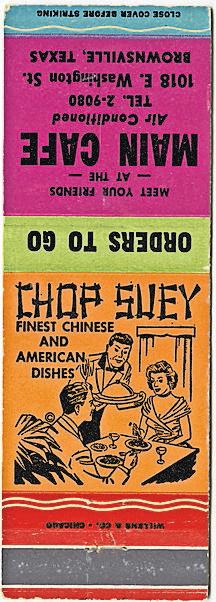 CLOSE COVER BEFORE STRIKING
MEET YOUR FRIENDS
— AT THE —
MAIN CAFE
Air Conditioned
TEL. 2-9080
1018 E. Washington St.
BROWNSVILLE, TEXAS
ORDERS TO GO
CHOP SUEY
FINEST CHINESE
AND
AMERICAN
DISHES
WILKENS & CO. • CHICAGO